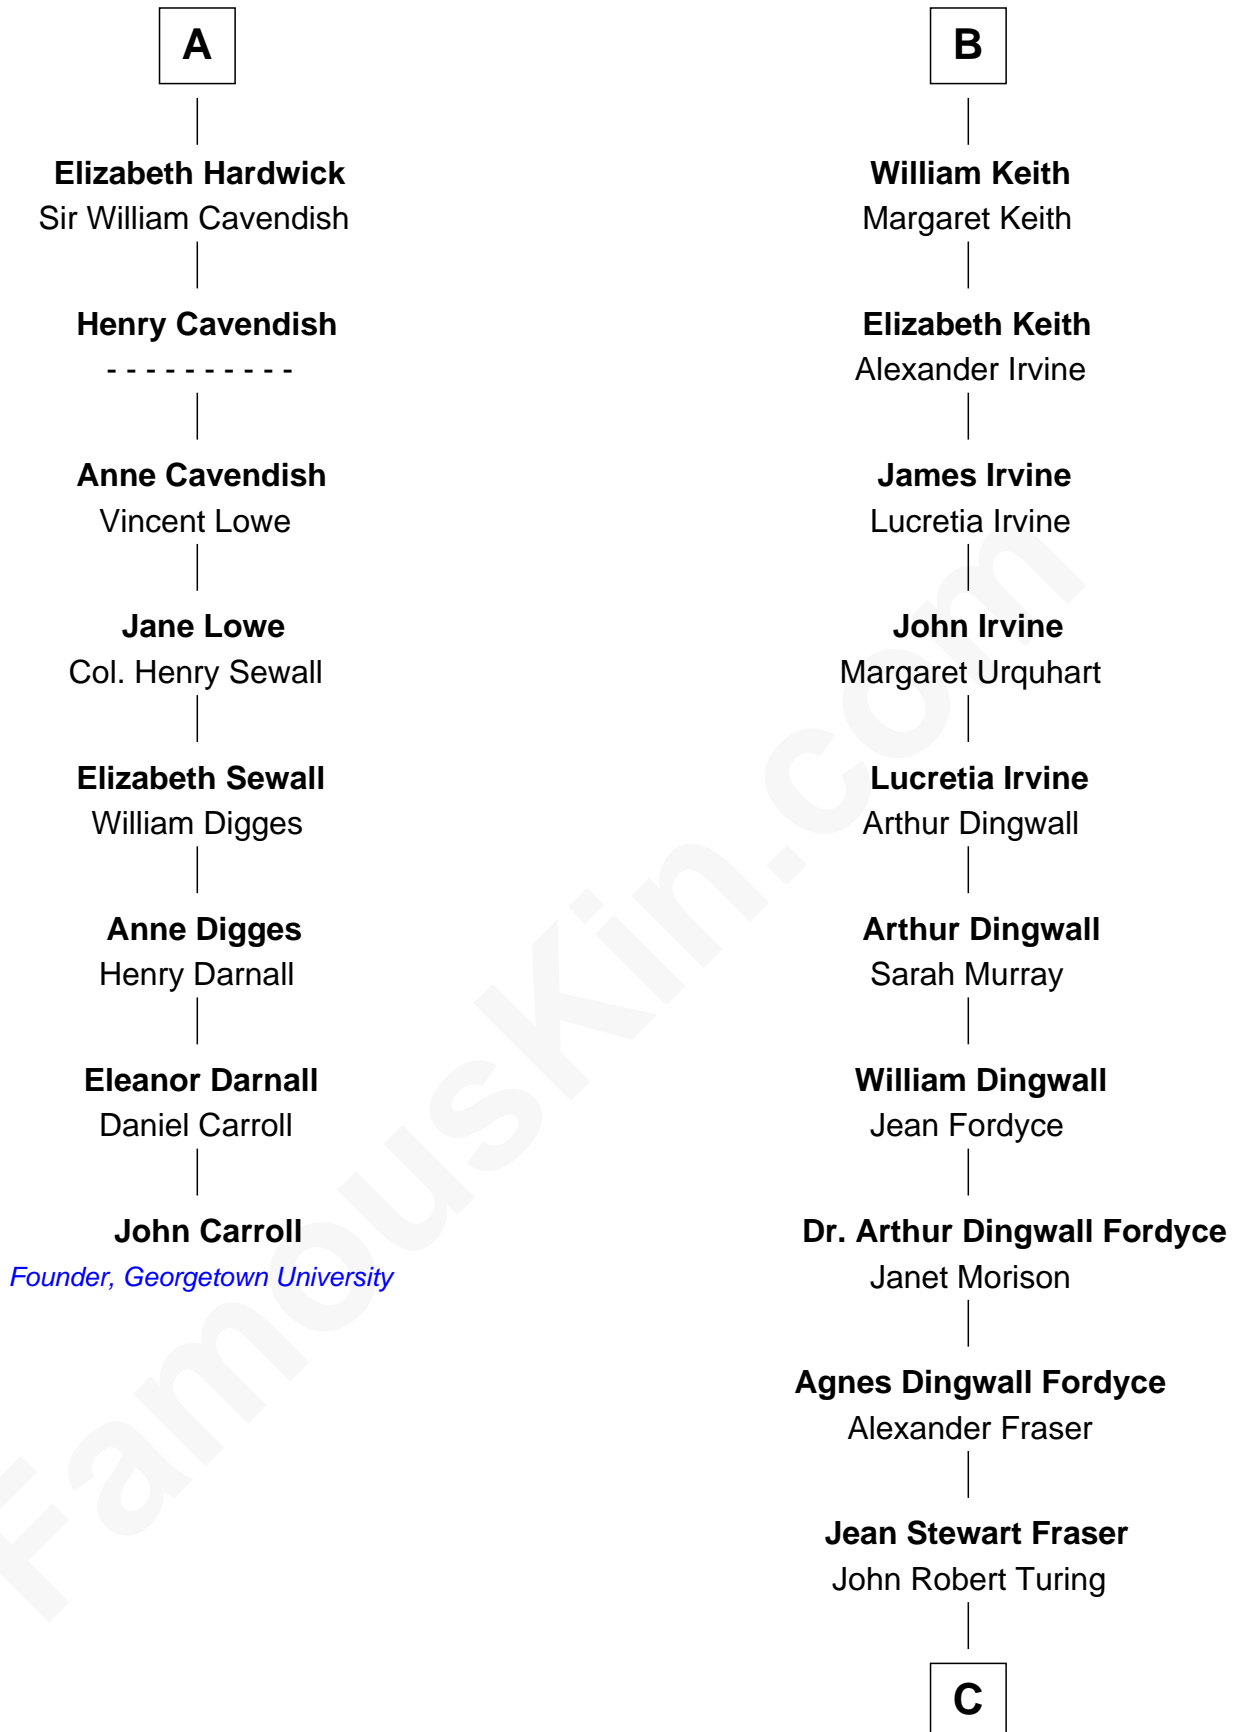 A
Elizabeth Hardwick
Sir William Cavendish
Henry Cavendish
- - - - - - - - - -
Anne Cavendish
Vincent Lowe
Jane Lowe
Col. Henry Sewall
Elizabeth Sewall
William Digges
Anne Digges
Henry Darnall
Eleanor Darnall
Daniel Carroll
John Carroll
Founder, Georgetown University
B
William Keith
Margaret Keith
Elizabeth Keith
Alexander Irvine
James Irvine
Lucretia Irvine
John Irvine
Margaret Urquhart
Lucretia Irvine
Arthur Dingwall
Arthur Dingwall
Sarah Murray
William Dingwall
Jean Fordyce
Dr. Arthur Dingwall Fordyce
Janet Morison
Agnes Dingwall Fordyce
Alexander Fraser
Jean Stewart Fraser
John Robert Turing
C
FamousKin.com